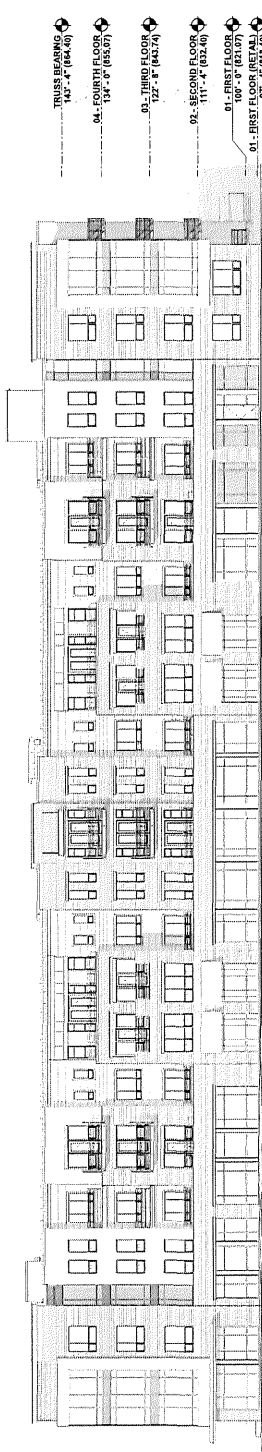 TRUSS BEARING
143' - 4" (864.40)
04 - FOURTH FLOOR
134' - 0" (855.07)
03 - THIRD FLOOR
122' - 8" (843.74)
02 - SECOND FLOOR
111' - 4" (832.40)
01 - FIRST FLOOR
100' - 0" (821.07)
01 - FIRST FLOOR (RETAIL)